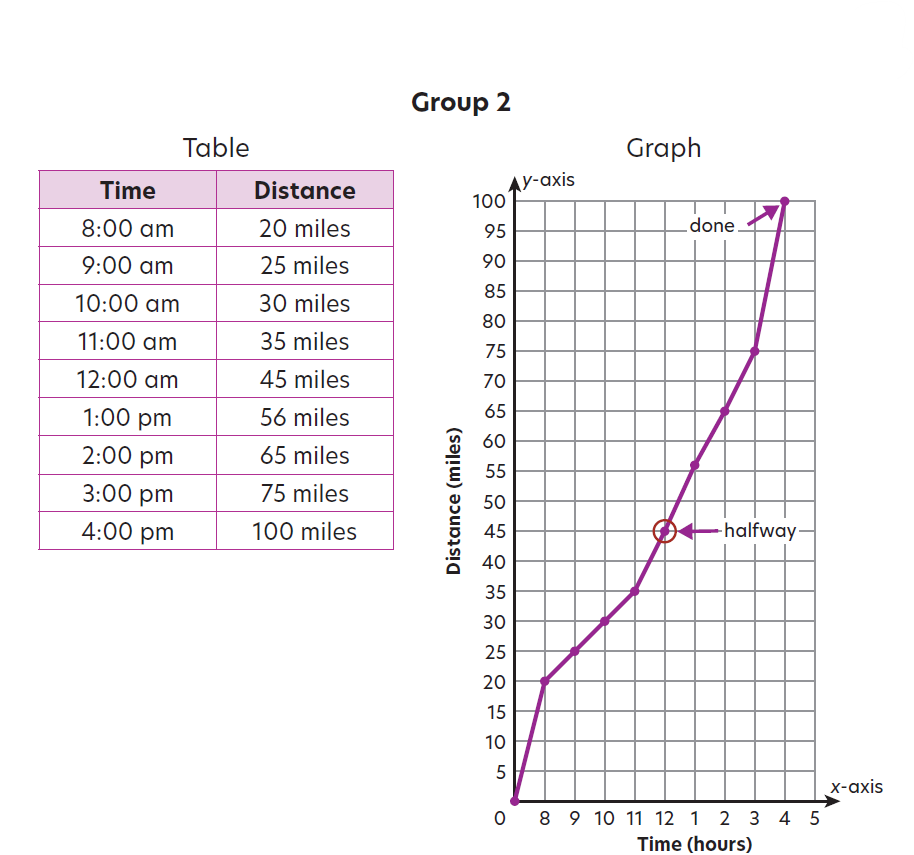 Group 2
Table
Time Distance
8:00 am 20 miles
9:00 am 25 miles
10:00 am 30 miles
11:00 am 35 miles
12:00 am 45 miles
1:00 pm 56 miles
2:00 pm 65 miles
3:00 pm 75 miles
4:00 pm 100 miles
Graph
y-axis
100
95
90
85
80
75
70
65
60
55
50
45
40
35
30
25
20
15
10
5
done
halfway
Distance (miles)
x-axis
0 8 9 10 11 12 1 2 3 4 5
Time (hours)